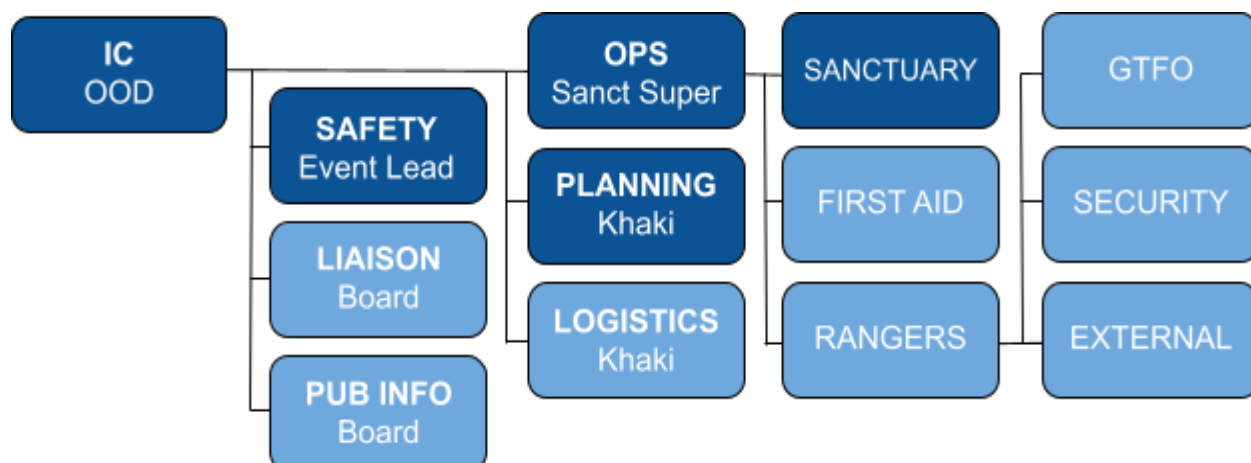 IC
OOD
SAFETY
Event Lead
LIAISON
Board
PUB INFO
Board
OPS
Sanct Super
PLANNING
Khaki
LOGISTICS
Khaki
SANCTUARY
FIRST AID
RANGERS
GTFO
SECURITY
EXTERNAL